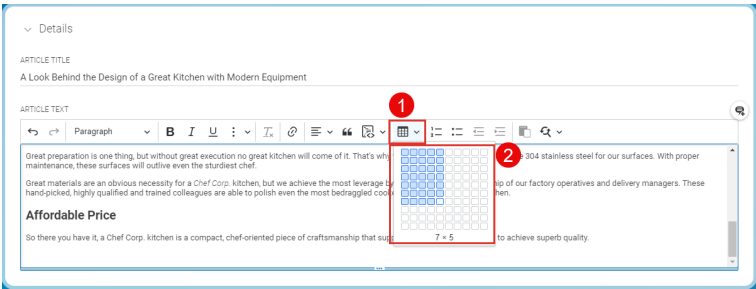 Details
ARTICLE TITLE
A Look Behind the Design of a Great Kitchen with Modern Equipment
ARTICLE TEXT
1
Paragraph B I U T
2
Great preparation is one thing, but without great execution no great kitchen will come of it. That's why 304 stainless steel for our surfaces. With proper
maintenance, these surfaces will outlive even the sturdiest chef.
Great materials are an obvious necessity for a Chef Corp. kitchen, but we achieve the most leverage by of our factory operatives and delivery managers. These
hand-picked, highly qualified and trained colleagues are able to polish even the most bedraggled
Affordable Price
7 × 5
So there you have it, a Chef Corp. kitchen is a compact, chef-oriented piece of craftsmanship that to achieve superb quality.